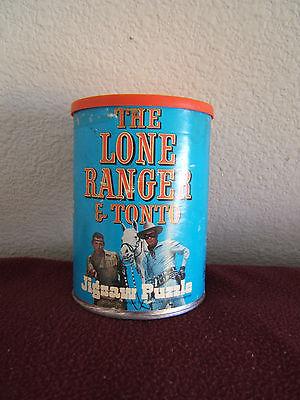 THE
LONE
RANGER
& TONTO
Jigsaw Puzzle